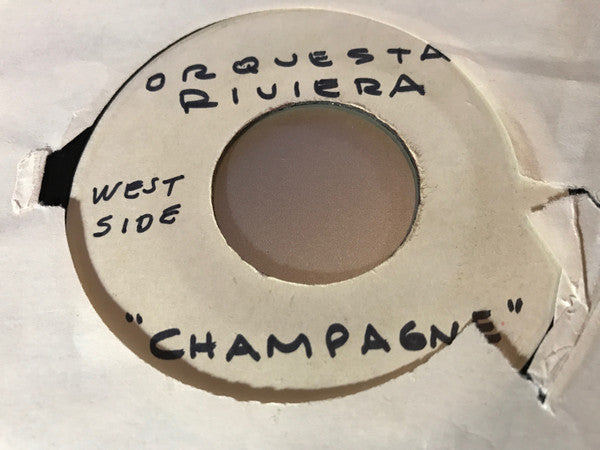 ORQUESTA
RIVIERA
WEST
SIDE
"CHAMPAGNE"